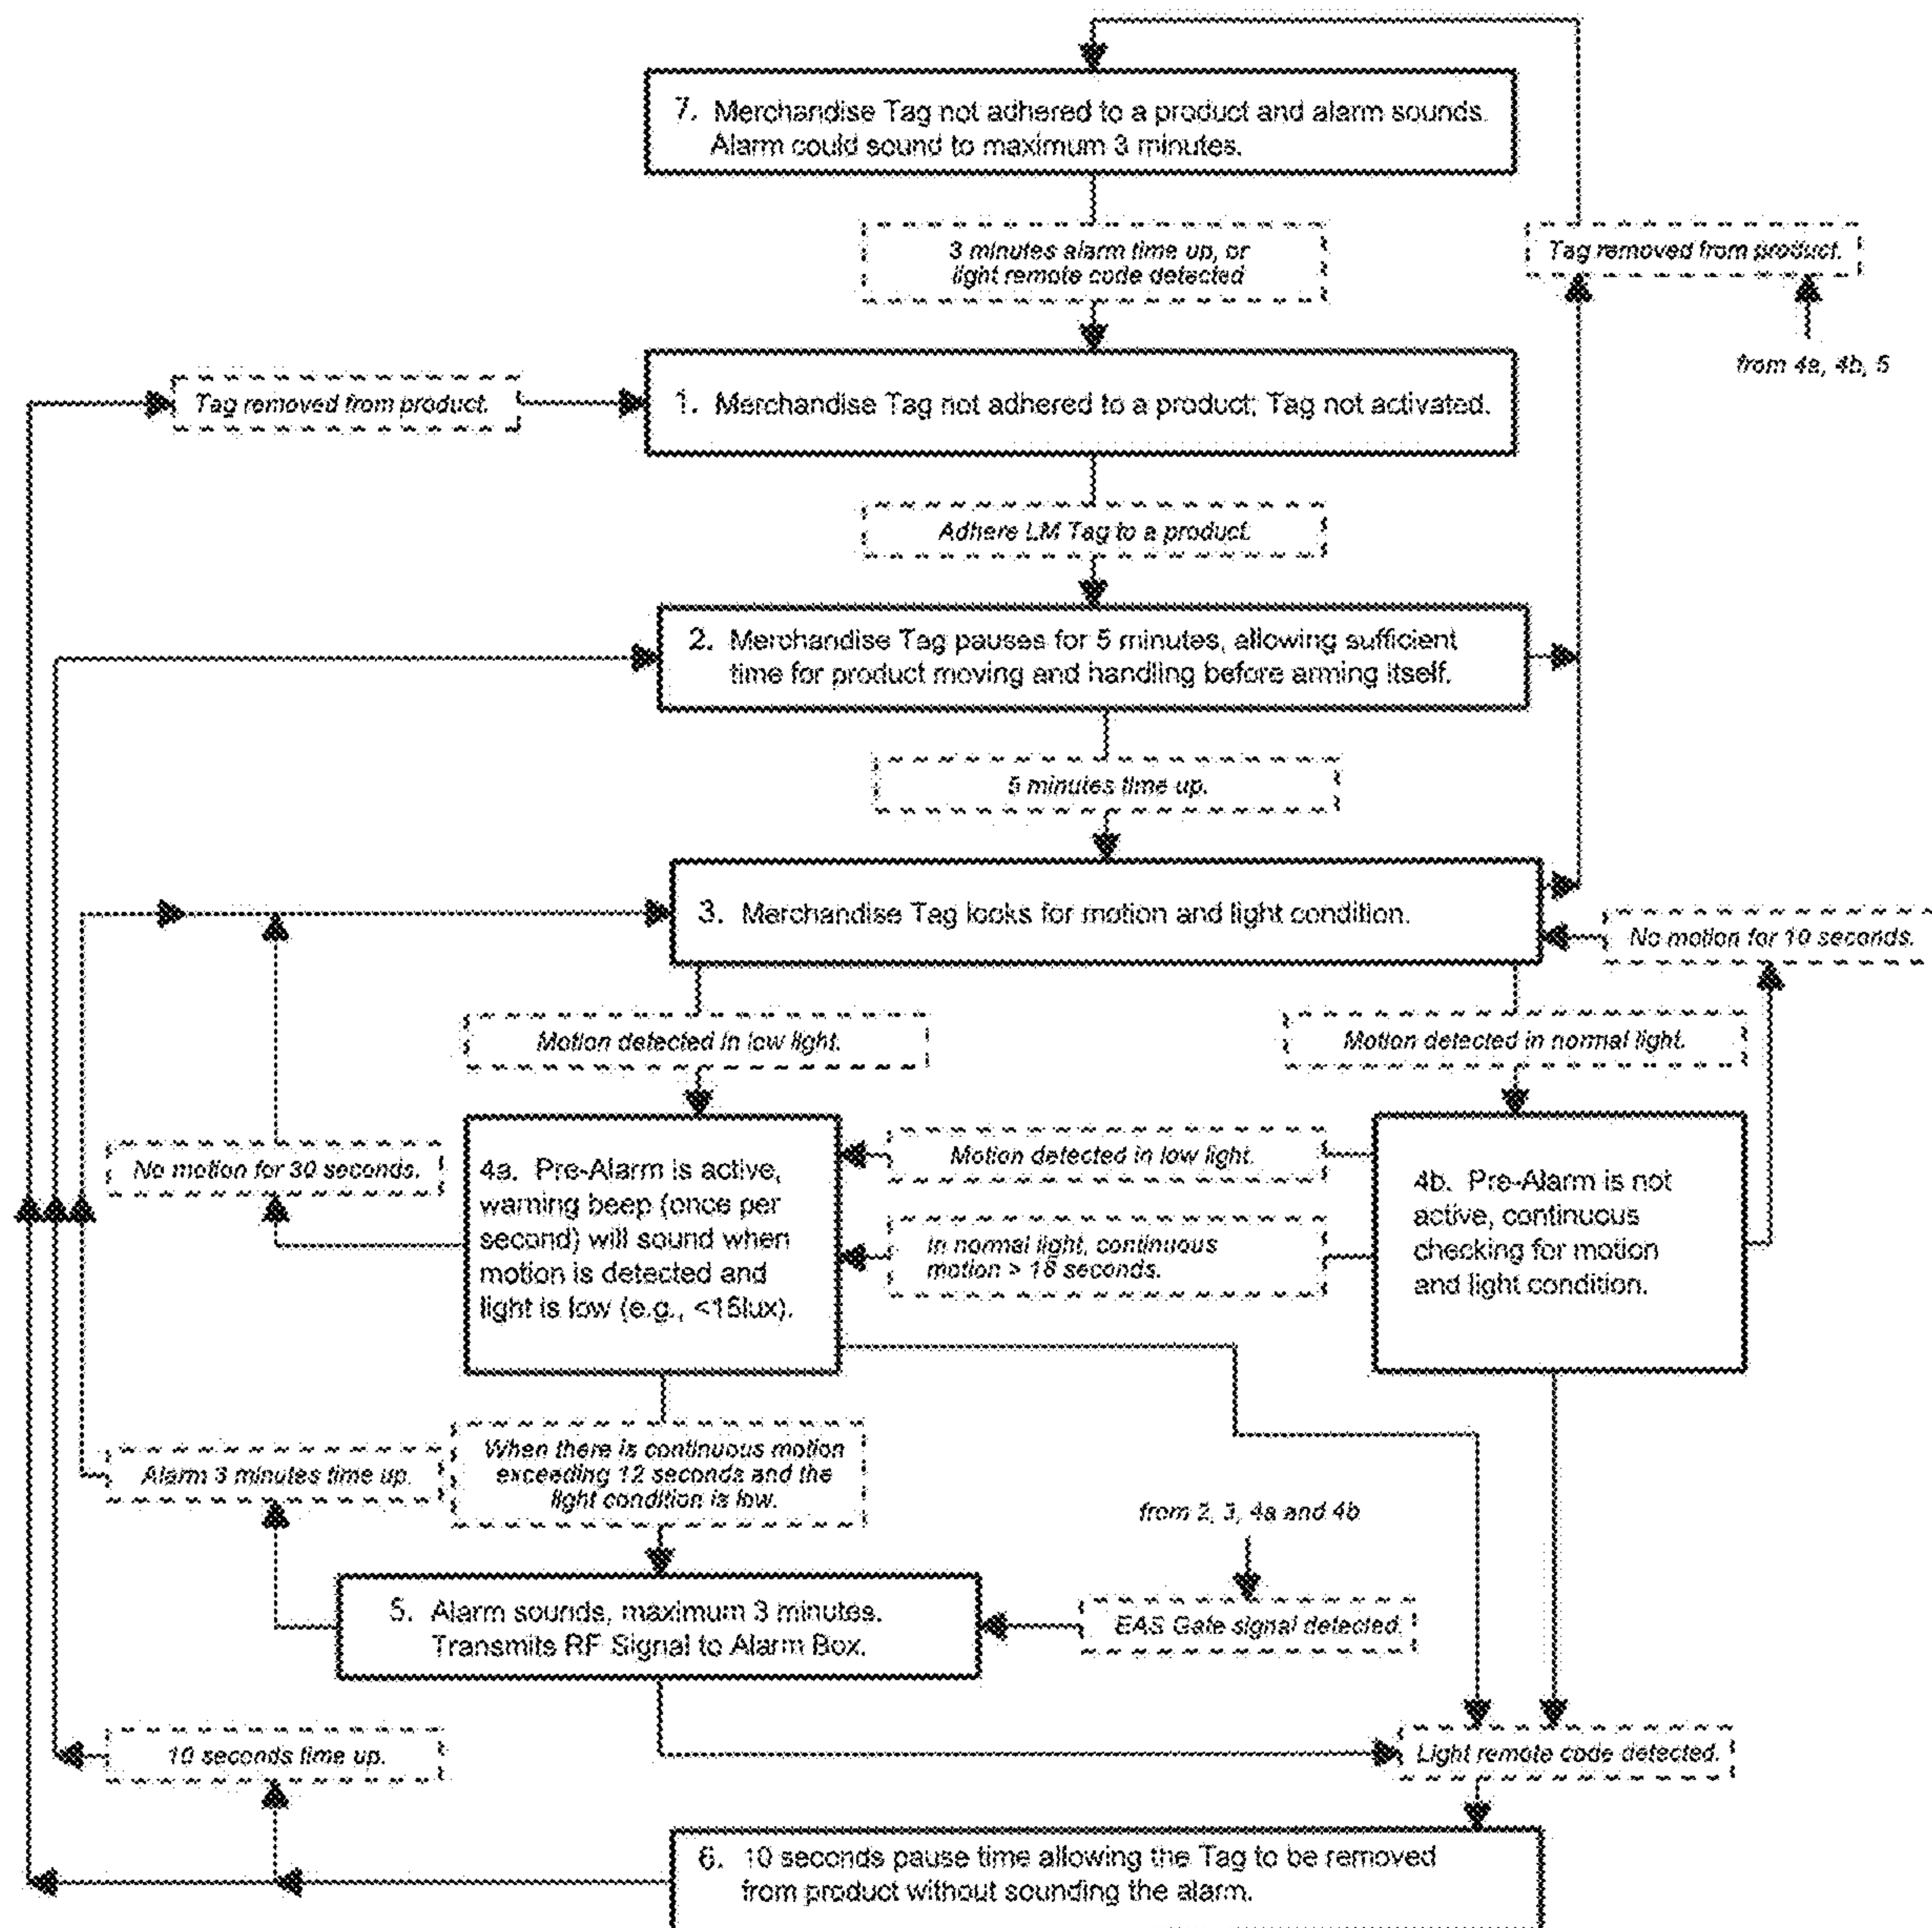 7. Merchandise Tag not adhered to a product and alarm sounds.
Alarm could sound to maximum 3 minutes.
3 minutes alarm time up, or
light remote code detected
Tag removed from product.
from 4a, 4b, 5
Tag removed from product.
1. Merchandise Tag not adhered to a product; Tag not activated.
Adhere LM Tag to a product.
2. Merchandise Tag pauses for 5 minutes, allowing sufficient
time for product moving and handling before arming itself.
5 minutes time up.
3. Merchandise Tag looks for motion and light condition.
No motion for 10 seconds.
Motion detected in low light.
Motion detected in normal light.
No motion for 30 seconds.
4a. Pre-Alarm is active,
warning beep (once per
second) will sound when
motion is detected and
light is low (e.g., <15lux).
Motion detected in low light.
In normal light, continuous
motion > 18 seconds.
4b. Pre-Alarm is not
active, continuous
checking for motion
and light condition.
Alarm 3 minutes time up.
When there is continuous motion
exceeding 12 seconds and the
light condition is low.
from 2, 3, 4a and 4b
5. Alarm sounds, maximum 3 minutes.
Transmits RF Signal to Alarm Box.
EAS Gate signal detected.
10 seconds time up.
Light remote code detected.
6. 10 seconds pause time allowing the Tag to be removed
from product without sounding the alarm.